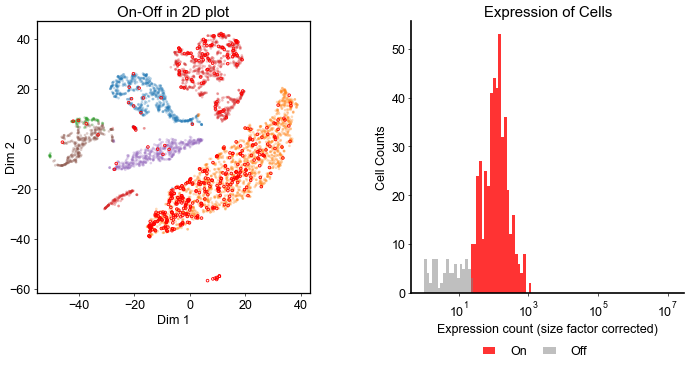 On-Off in 2D plot
40
20
0
−20
−40
−60
−40
−20
0
20
40
Dim 2
Dim 1
Expression of Cells
50
40
30
20
10
0
10^1
10^3
10^5
10^7
Cell Counts
Expression count (size factor corrected)
On
Off